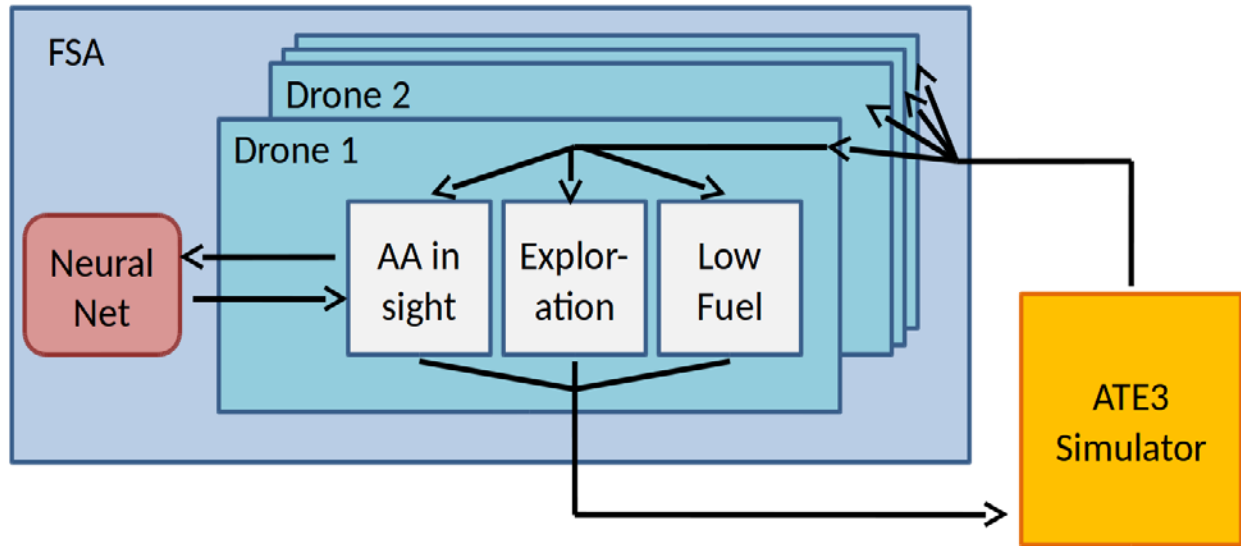 FSA
Drone 2
Drone 1
Neural
Net
AA in
sight
Explor-
ation
Low
Fuel
ATE3
Simulator